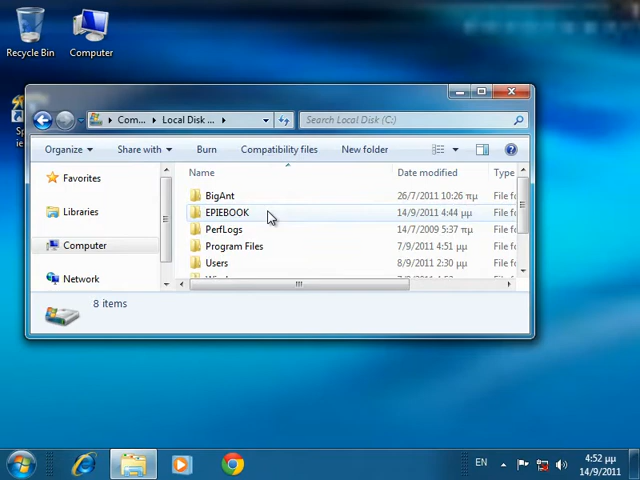 Recycle Bin
Computer
Sp
ie
Com...
Local Disk ...
Search Local Disk (C:)
Organize
Share with
Burn
Compatibility files
New folder
Name
Date modified
Type
Favorites
Libraries
Computer
Network
BigAnt 26/7/2011 10:26 πμ File fo
EPIEBOOK 14/9/2011 4:44 μμ File fo
PerfLogs 14/7/2009 5:37 πμ File fo
Program Files 7/9/2011 4:51 μμ File fo
Users 8/9/2011 2:30 μμ File fo
8 items
EN
4:52 μμ
14/9/2011